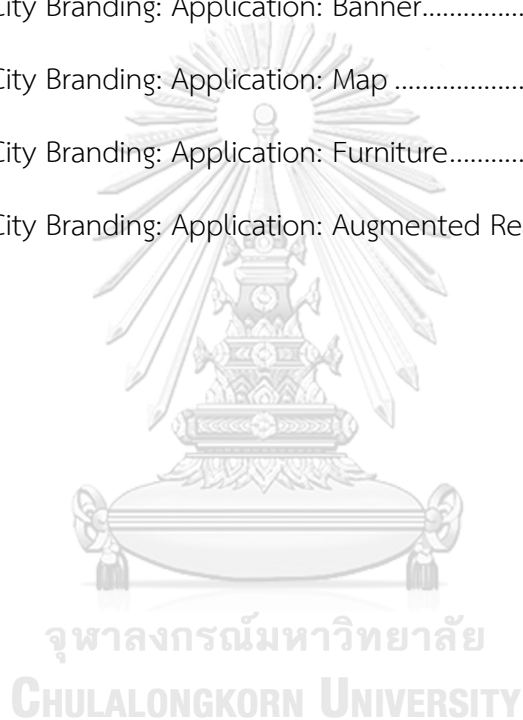 City Branding: Application: Banner...............
City Branding: Application: Map ..................
City Branding: Application: Furniture...........
City Branding: Application: Augmented Re
จุฬาลงกรณ์มหาวิทยาลัย
CHULALONGKORN UNIVERSITY